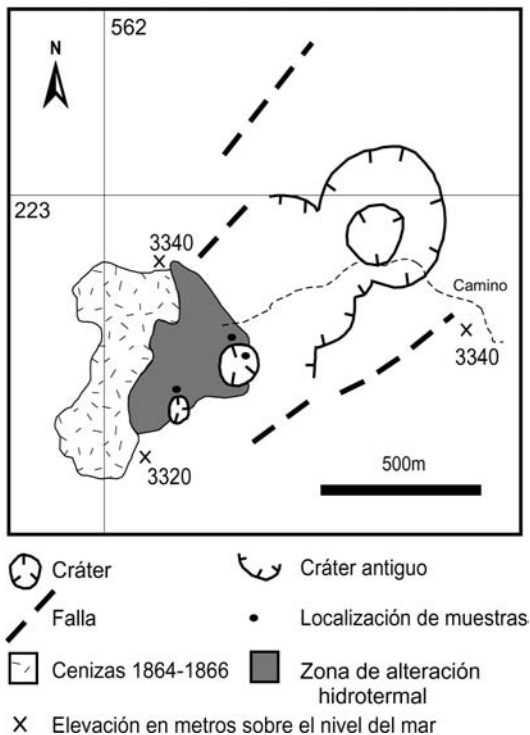 562
N
223
3340
Camino
3340
3320
500m
Cráter
Cráter antiguo
Falla
Localización de muestras
Cenizas 1864-1866
Zona de alteración
hidrotermal
Elevación en metros sobre el nivel del mar